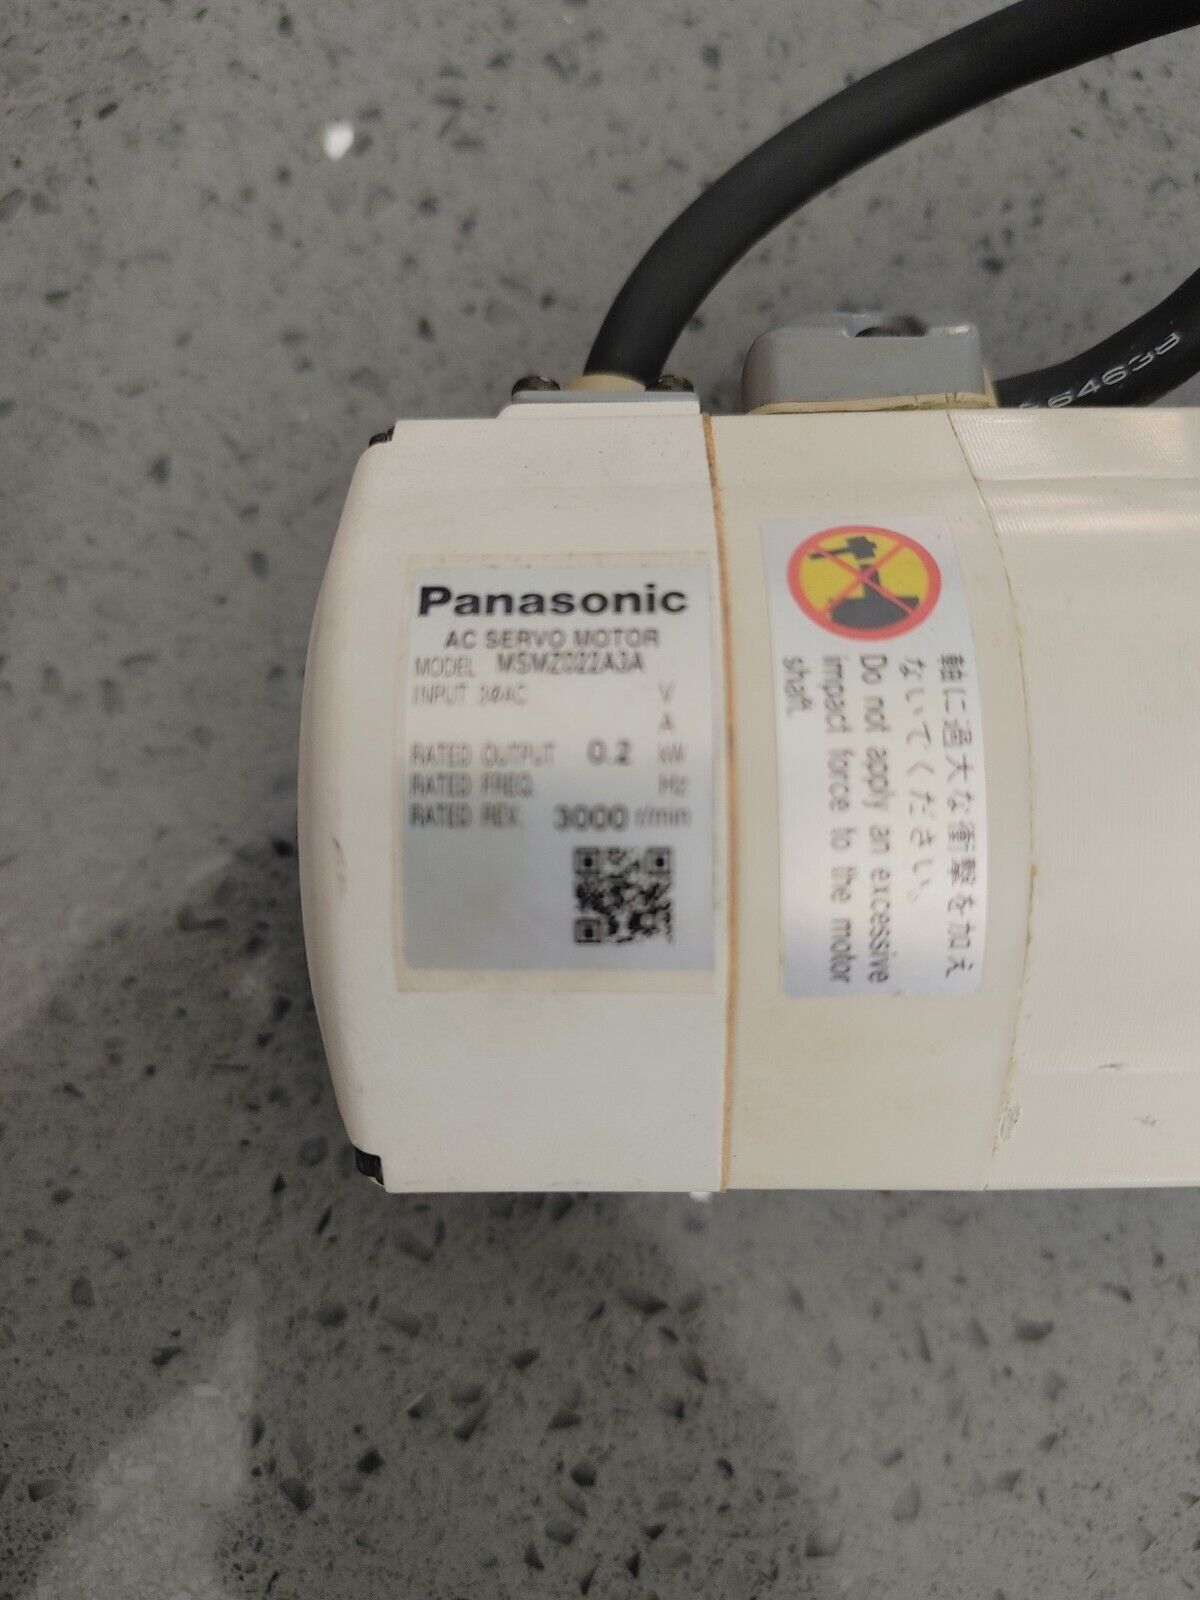 Panasonic
AC SERVO MOTOR
MODEL MSMZ022A3A
INPUT 3ØAC V
A
RATED OUTPUT 0.2 kW
RATED FREQ. Hz
RATED REV. 3000 r/min
軸に過大な衝撃を加え
ないでください。
Do not apply an excessive
impact force to the motor
shaft.
64638